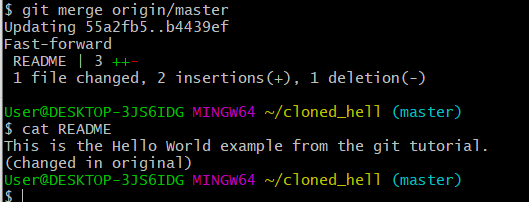 $ git merge origin/master
Updating 55a2fb5..b4439ef
Fast-forward
 README | 3 ++-
 1 file changed, 2 insertions(+), 1 deletion(-)
User@DESKTOP-3JS6IDG MINGW64 ~/cloned_hell (master)
$ cat README
This is the Hello World example from the git tutorial.
(changed in original)
User@DESKTOP-3JS6IDG MINGW64 ~/cloned_hell (master)
$